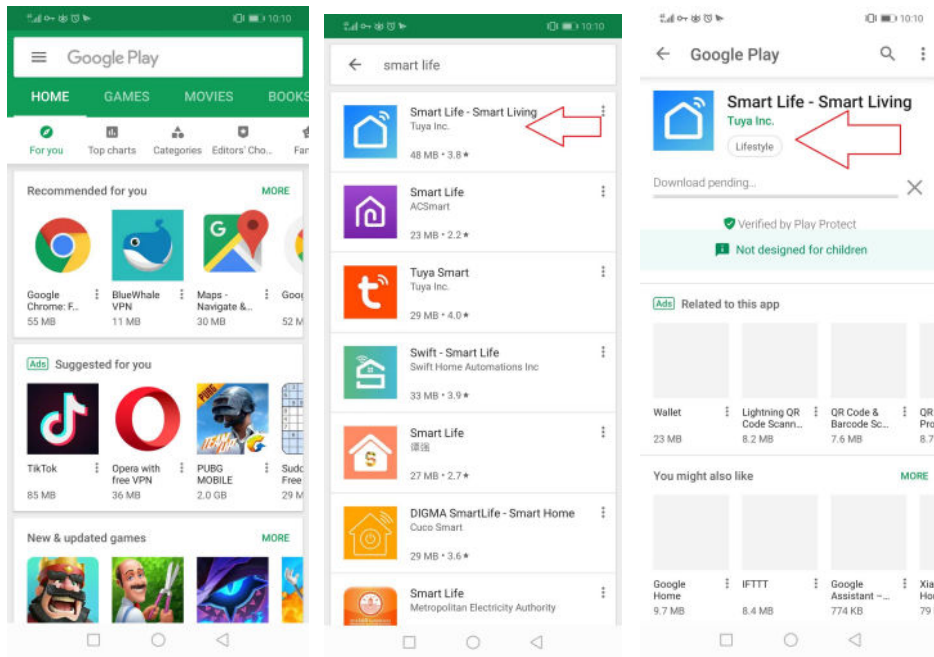 10:10
Google Play
HOME GAMES MOVIES BOOKS
For you Top charts Categories Editors' Cho...
Recommended for you MORE
Google Chrome: F...
55 MB
BlueWhale VPN
11 MB
Maps - Navigate &...
30 MB
Goog
52 M
Ads Suggested for you
TikTok
85 MB
Opera with free VPN
36 MB
PUBG MOBILE
2.0 GB
Sudo
Free
29 M
New & updated games MORE
10:10
smart life
Smart Life - Smart Living
Tuya Inc.
48 MB • 3.8★
Smart Life
ACSmart
23 MB • 2.2★
Tuya Smart
Tuya Inc.
29 MB • 4.0★
Swift - Smart Life
Swift Home Automations Inc
33 MB • 3.9★
Smart Life
27 MB • 2.7★
DIGMA SmartLife - Smart Home
Cuco Smart
29 MB • 3.6★
Smart Life
Metropolitan Electricity Authority
10:10
Google Play
Smart Life - Smart Living
Tuya Inc.
Lifestyle
Download pending...
Verified by Play Protect
Not designed for children
Ads Related to this app
Wallet
23 MB
Lightning QR Code Scann...
8.2 MB
QR Code & Barcode Sc...
7.6 MB
QR
Pro
8.7
You might also like MORE
Google Home
9.7 MB
IFTTT
8.4 MB
Google Assistant –...
774 KB
Xia
Ho
79